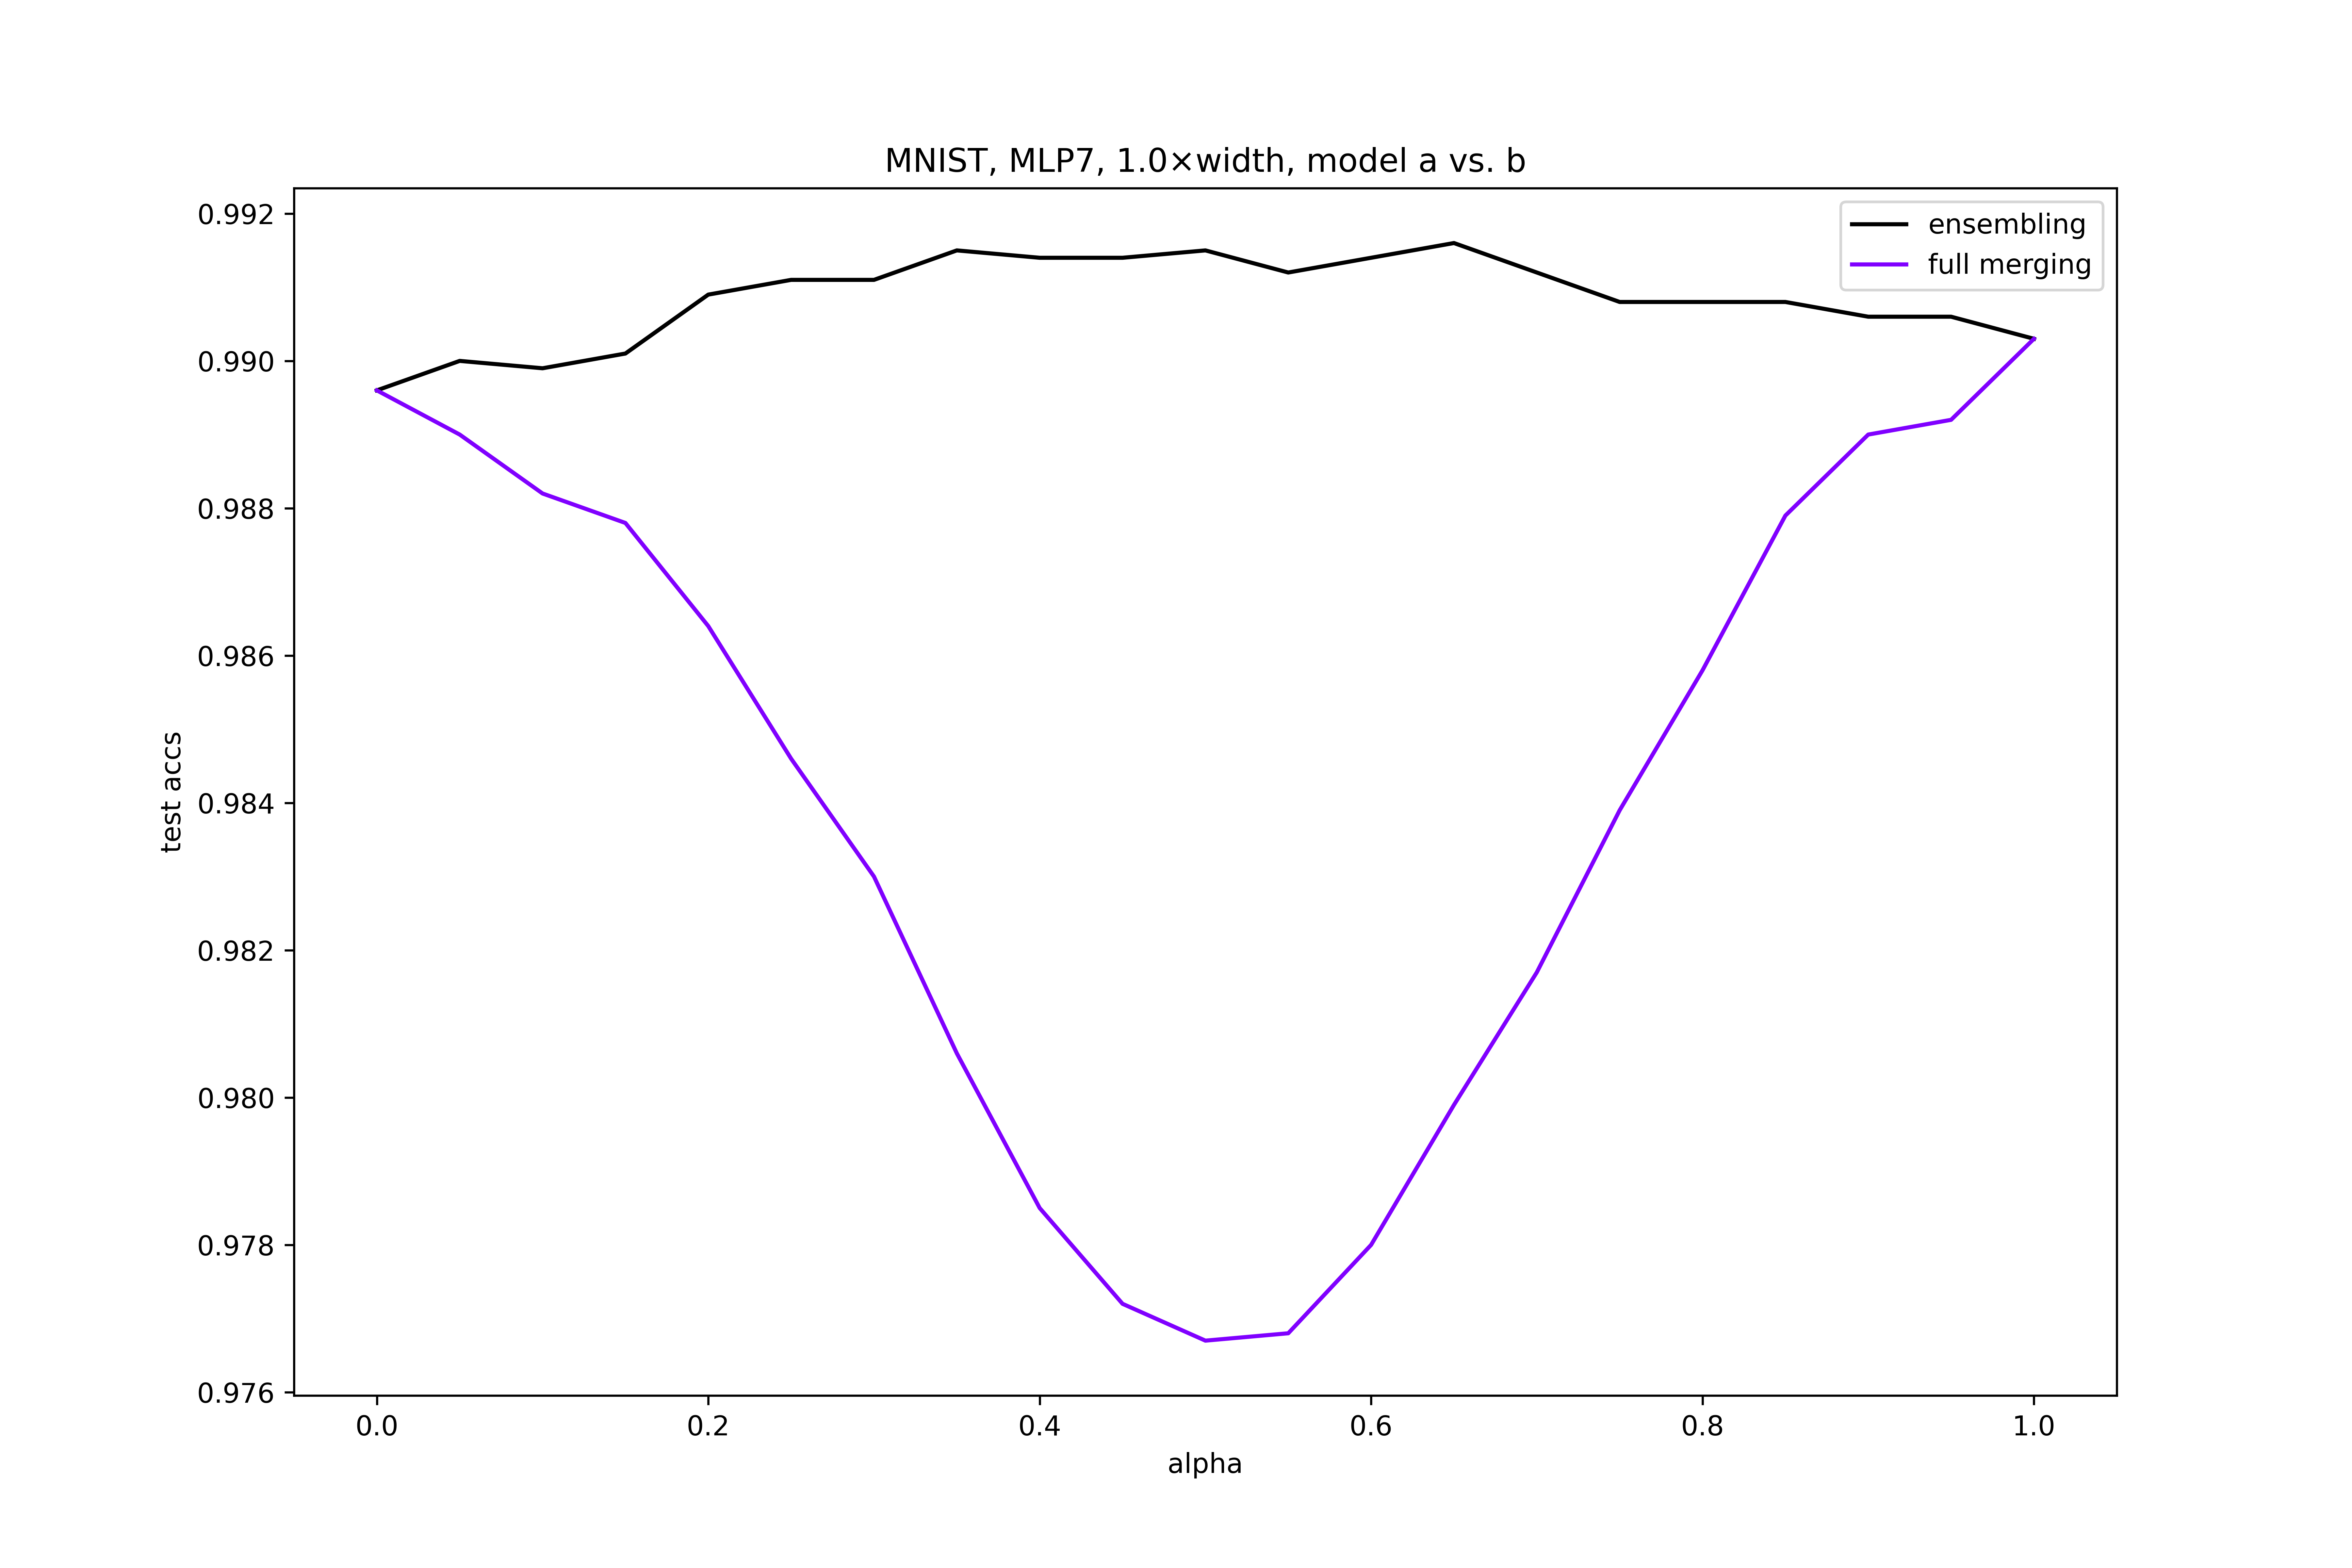 MNIST, MLP7, 1.0×width, model a vs. b
ensembling
full merging
0.992
0.990
0.988
0.986
0.984
0.982
0.980
0.978
0.976
test accs
0.0 0.2 0.4 0.6 0.8 1.0
alpha